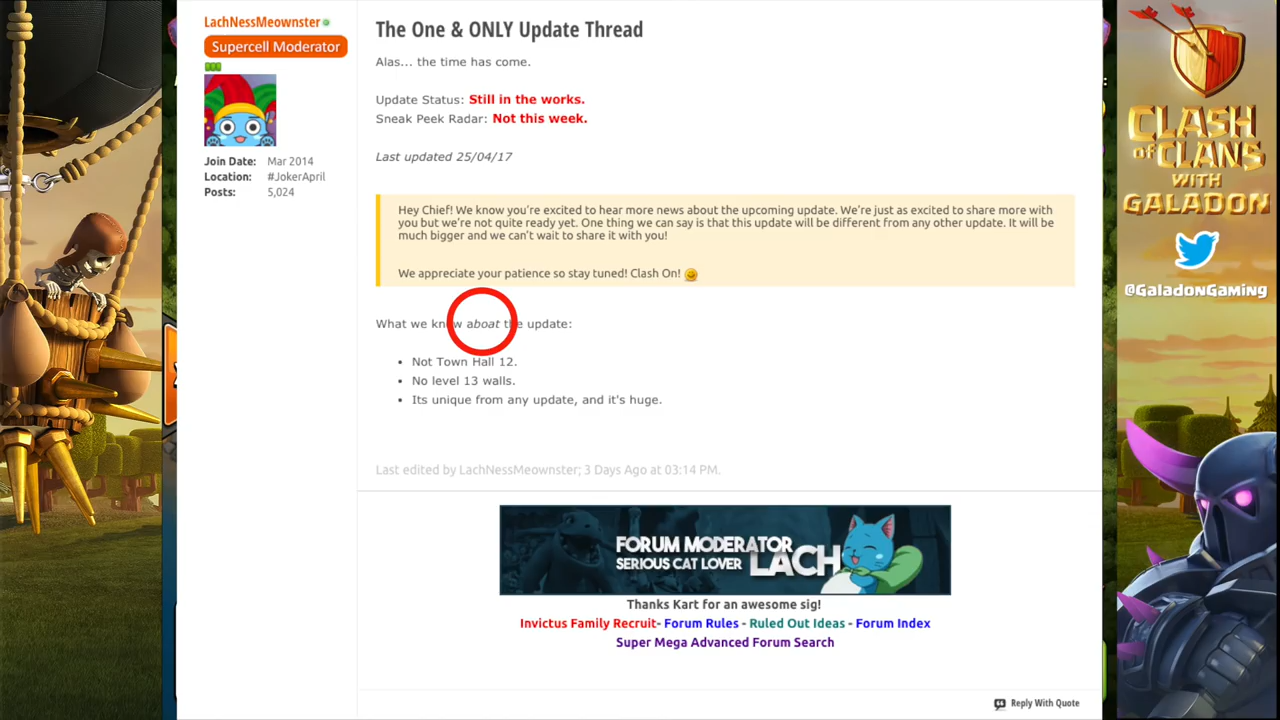 LachNessMeownster
Supercell Moderator
Join Date: Mar 2014
Location: #JokerApril
Posts: 5,024
The One & ONLY Update Thread
Alas... the time has come.
Update Status: Still in the works.
Sneak Peek Radar: Not this week.
Last updated 25/04/17
Hey Chief! We know you're excited to hear more news about the upcoming update. We're just as excited to share more with
you but we're not quite ready yet. One thing we can say is that this update will be different from any other update. It will be
much bigger and we can't wait to share it with you!
We appreciate your patience so stay tuned! Clash On!
What we know aboat the update:
• Not Town Hall 12.
• No level 13 walls.
• Its unique from any update, and it's huge.
Last edited by LachNessMeownster; 3 Days Ago at 03:14 PM.
FORUM MODERATOR
SERIOUS CAT LOVER LACH
Thanks Kart for an awesome sig!
Invictus Family Recruit- Forum Rules - Ruled Out Ideas - Forum Index
Super Mega Advanced Forum Search
Reply With Quote
CLASH
OF CLANS
WITH
GALADON
@GaladonGaming